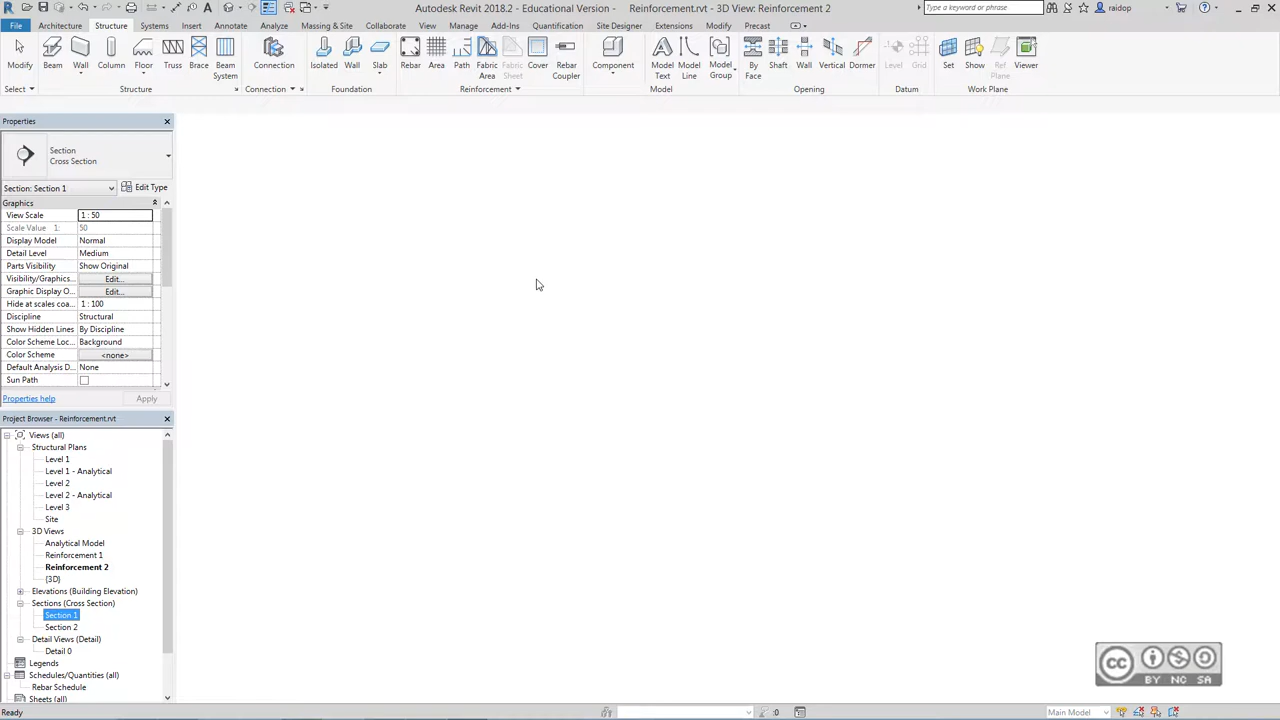 Autodesk Revit 2018.2 - Educational Version - Reinforcement.rvt - 3D View: Reinforcement 2
Type a keyword or phrase
raidop
File Architecture Structure Systems Insert Annotate Analyze Massing & Site Collaborate View Manage Add-Ins Quantification Site Designer Extensions Modify Precast
Modify Beam Wall Column Floor Truss Brace Beam System Connection Isolated Wall Slab Rebar Area Path Fabric Area Fabric Sheet Cover Rebar Coupler Component Model Text Model Line Model Group By Face Shaft Wall Vertical Dormer Level Grid Set Show Ref Plane Viewer
Select Structure Connection Foundation Reinforcement Model Opening Datum Work Plane
Properties
Section
Cross Section
Section: Section 1 Edit Type
Graphics
View Scale 1 : 50
Scale Value 1: 50
Display Model Normal
Detail Level Medium
Parts Visibility Show Original
Visibility/Graphics... Edit...
Graphic Display O... Edit...
Hide at scales coa... 1 : 100
Discipline Structural
Show Hidden Lines By Discipline
Color Scheme Loc... Background
Color Scheme <none>
Default Analysis D... None
Sun Path
Properties help Apply
Project Browser - Reinforcement.rvt
Views (all)
Structural Plans
Level 1
Level 1 - Analytical
Level 2
Level 2 - Analytical
Level 3
Site
3D Views
Analytical Model
Reinforcement 1
Reinforcement 2
{3D}
Elevations (Building Elevation)
Sections (Cross Section)
Section 1
Section 2
Detail Views (Detail)
Detail 0
Legends
Schedules/Quantities (all)
Rebar Schedule
Sheets (all)
cc
BY NC SA
Ready :0 Main Model